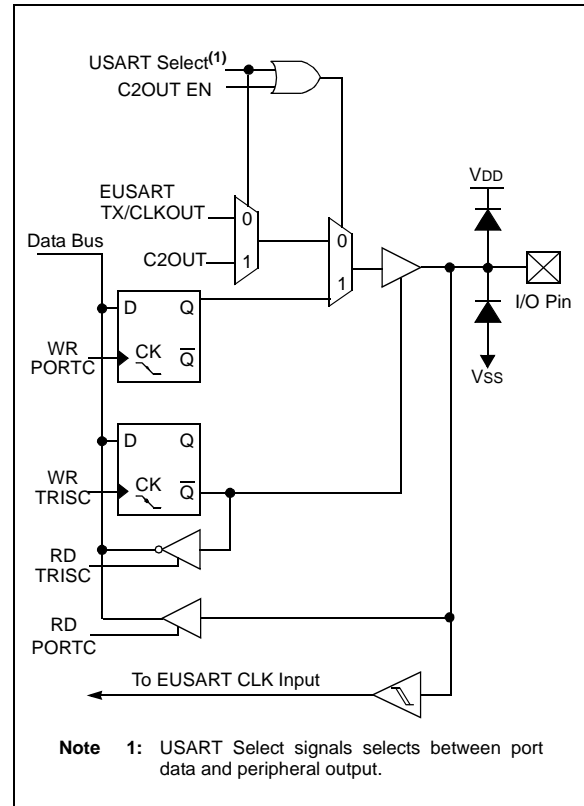 USART Select(1)
C2OUT EN
EUSART
TX/CLKOUT
0
C2OUT
1
0
1
Data Bus
VDD
I/O Pin
VSS
D Q
WR
PORTC
CK
Q
D Q
WR
TRISC
CK
Q
RD
TRISC
RD
PORTC
To EUSART CLK Input
Note 1: USART Select signals selects between port
data and peripheral output.